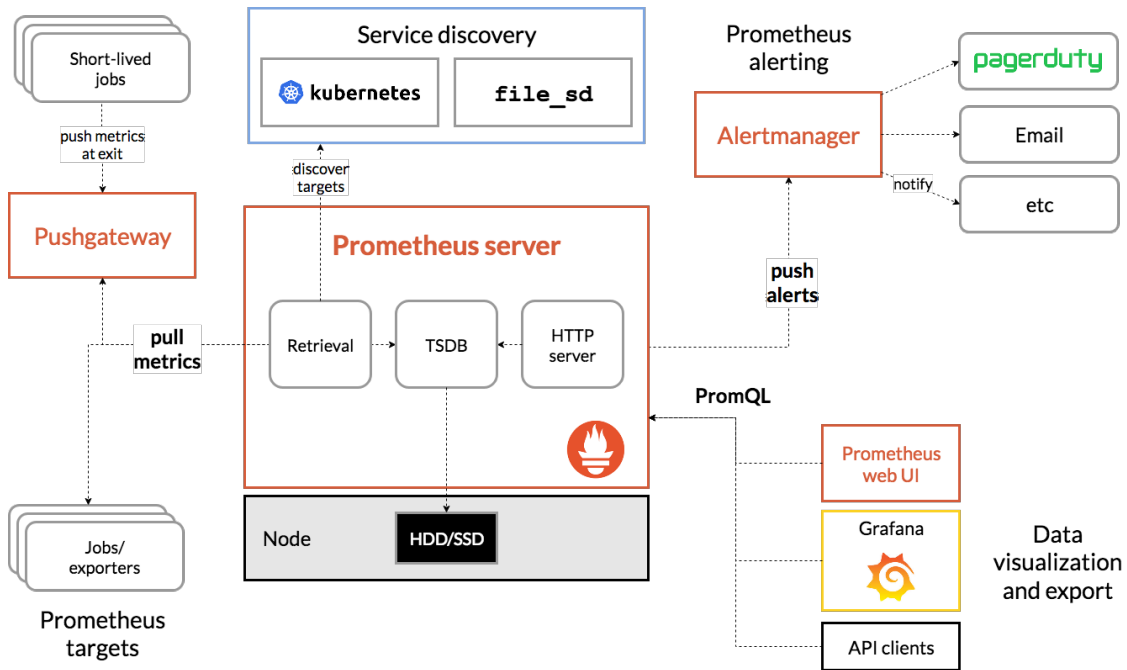 Short-lived
jobs
push metrics
at exit
Pushgateway
pull
metrics
Jobs/
exporters
Prometheus
targets
Service discovery
kubernetes
file_sd
discover
targets
Prometheus server
Retrieval
TSDB
HTTP
server
Node
HDD/SSD
Prometheus
alerting
Alertmanager
pagerduty
Email
notify
etc
push
alerts
PromQL
Prometheus
web UI
Grafana
API clients
Data
visualization
and export